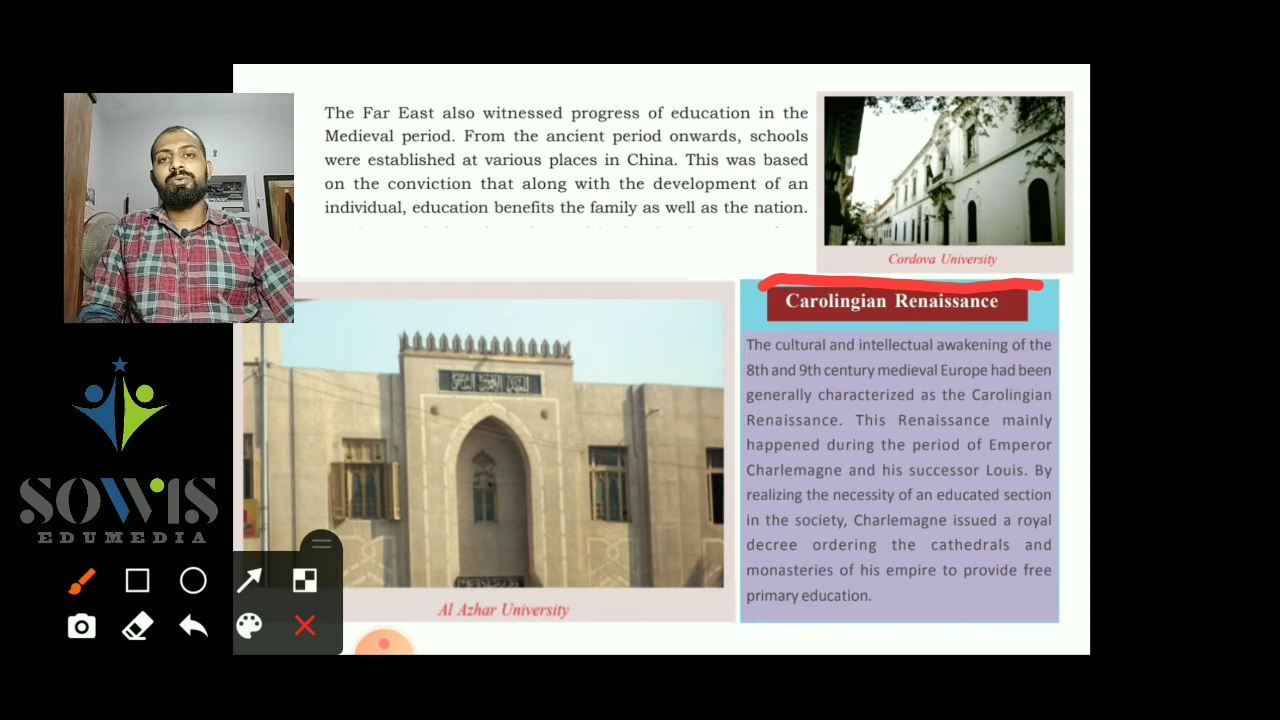 The Far East also witnessed progress of education in the
Medieval period. From the ancient period onwards, schools
were established at various places in China. This was based
on the conviction that along with the development of an
individual, education benefits the family as well as the nation.
Cordova University
Carolingian Renaissance
The cultural and intellectual awakening of the
8th and 9th century medieval Europe had been
generally characterized as the Carolingian
Renaissance. This Renaissance mainly
happened during the period of Emperor
Charlemagne and his successor Louis. By
realizing the necessity of an educated section
in the society, Charlemagne issued a royal
decree ordering the cathedrals and
monasteries of his empire to provide free
primary education.
Al Azhar University
SOWIS
EDUMEDIA